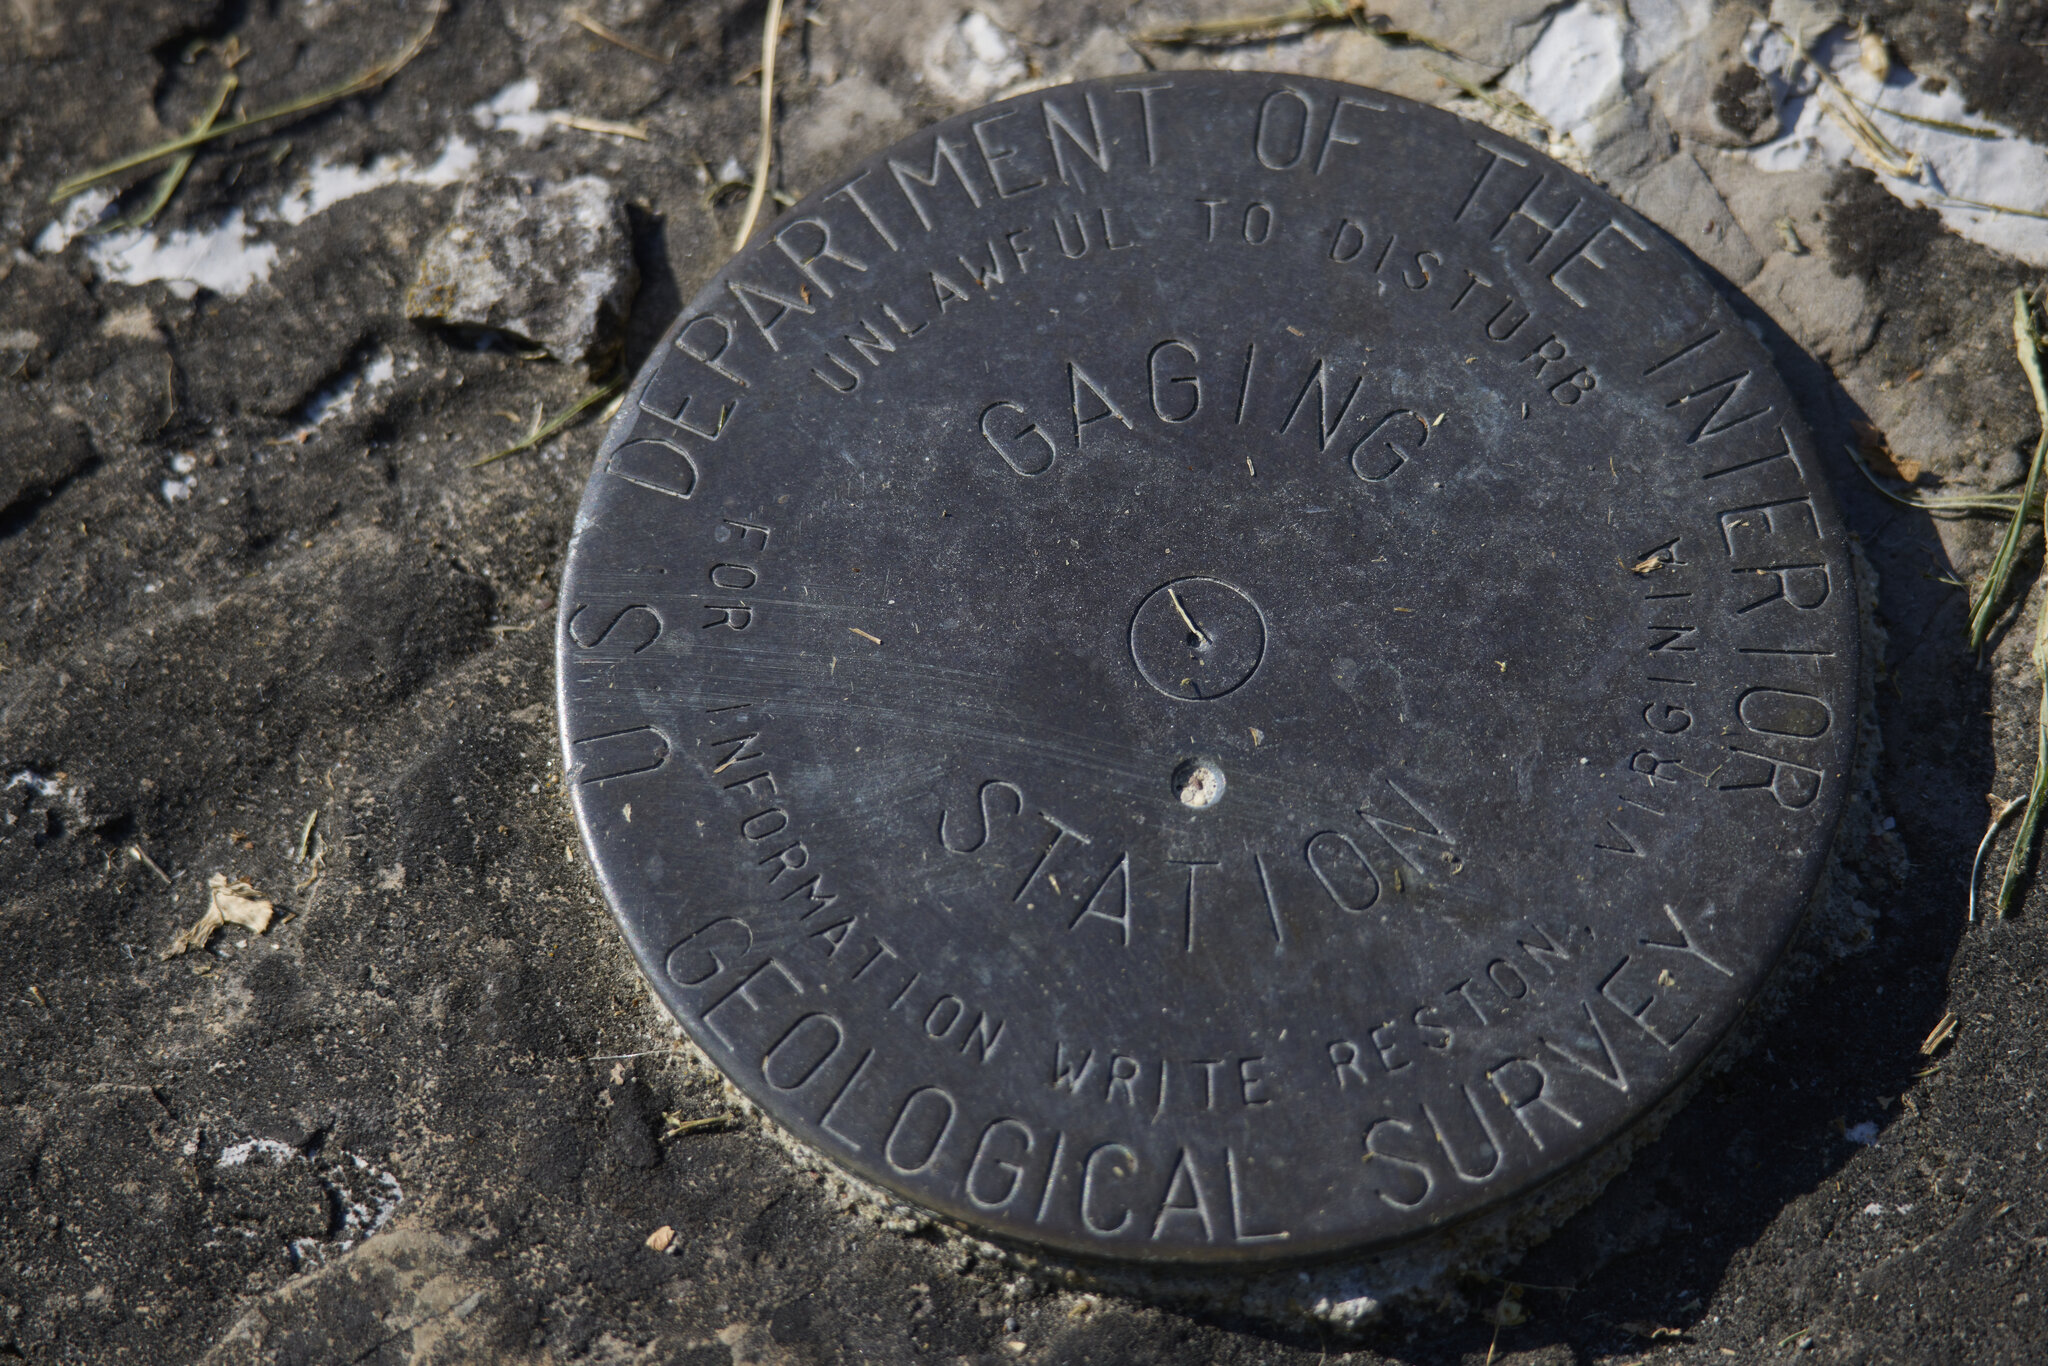 U S DEPARTMENT OF THE INTERIOR
UNLAWFUL TO DISTURB
GAGING
STATION
FOR INFORMATION WRITE RESTON, VIRGINIA
GEOLOGICAL SURVEY